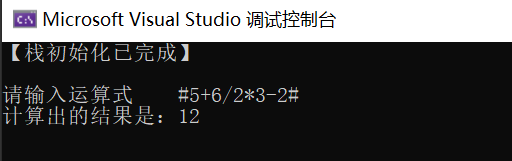 Microsoft Visual Studio 调试控制台
【栈初始化已完成】
请输入运算式    #5+6/2*3-2#
计算出的结果是：12